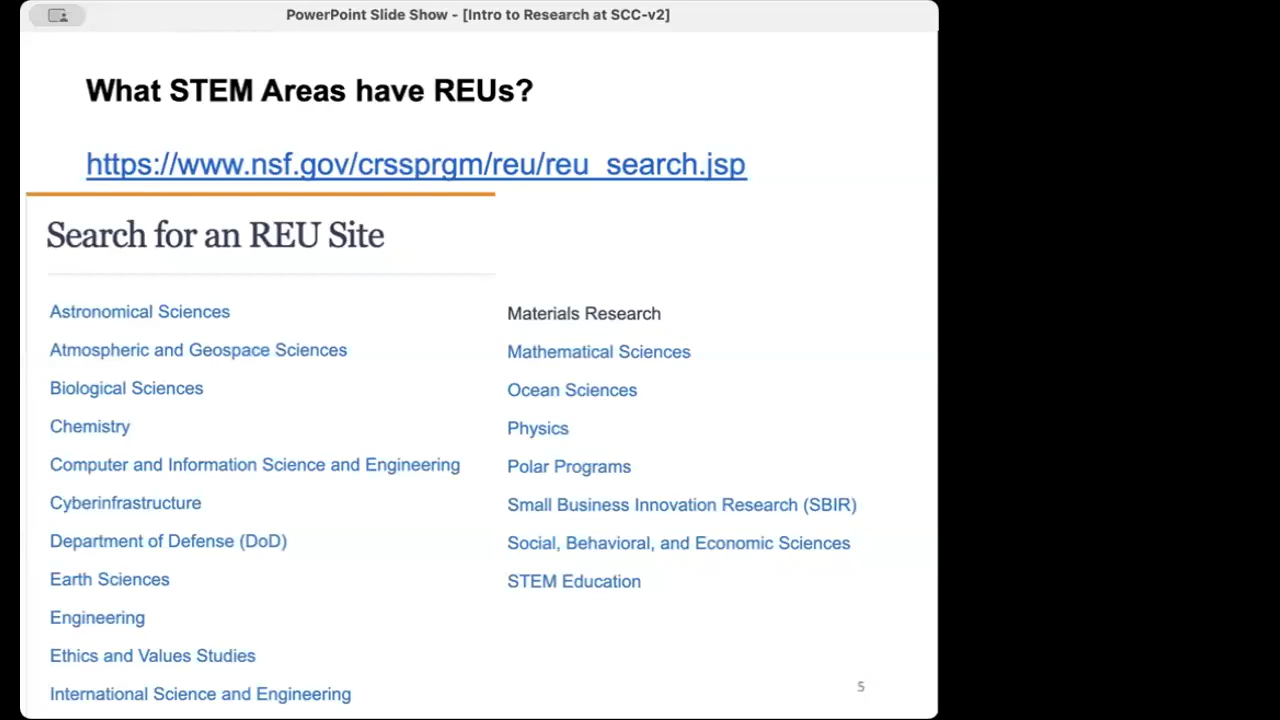 PowerPoint Slide Show - [Intro to Research at SCC-v2]
What STEM Areas have REUs?
https://www.nsf.gov/crssprgm/reu/reu_search.jsp
Search for an REU Site
Astronomical Sciences
Atmospheric and Geospace Sciences
Biological Sciences
Chemistry
Computer and Information Science and Engineering
Cyberinfrastructure
Department of Defense (DoD)
Earth Sciences
Engineering
Ethics and Values Studies
International Science and Engineering
Materials Research
Mathematical Sciences
Ocean Sciences
Physics
Polar Programs
Small Business Innovation Research (SBIR)
Social, Behavioral, and Economic Sciences
STEM Education
5